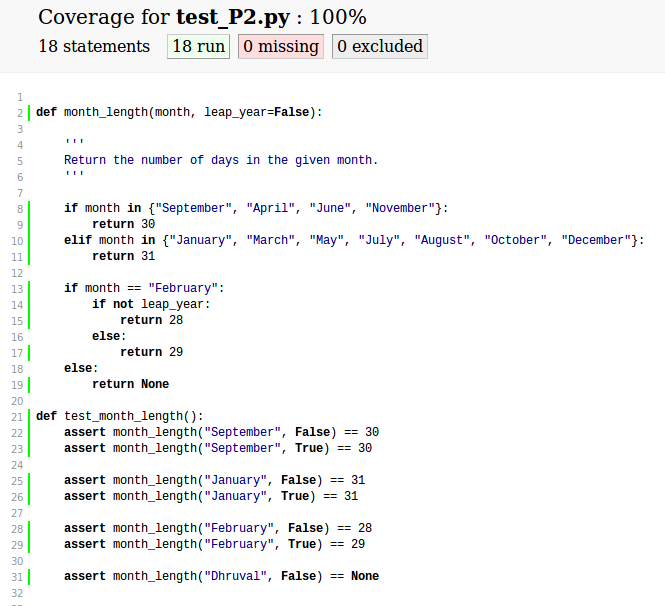 Coverage for test_P2.py : 100%
18 statements 18 run 0 missing 0 excluded
1
2 def month_length(month, leap_year=False):
3
4 '''
5 Return the number of days in the given month.
6 '''
7
8 if month in {"September", "April", "June", "November"}:
9 return 30
10 elif month in {"January", "March", "May", "July", "August", "October", "December"}:
11 return 31
12
13 if month == "February":
14 if not leap_year:
15 return 28
16 else:
17 return 29
18 else:
19 return None
20
21 def test_month_length():
22 assert month_length("September", False) == 30
23 assert month_length("September", True) == 30
24
25 assert month_length("January", False) == 31
26 assert month_length("January", True) == 31
27
28 assert month_length("February", False) == 28
29 assert month_length("February", True) == 29
30
31 assert month_length("Dhruval", False) == None
32